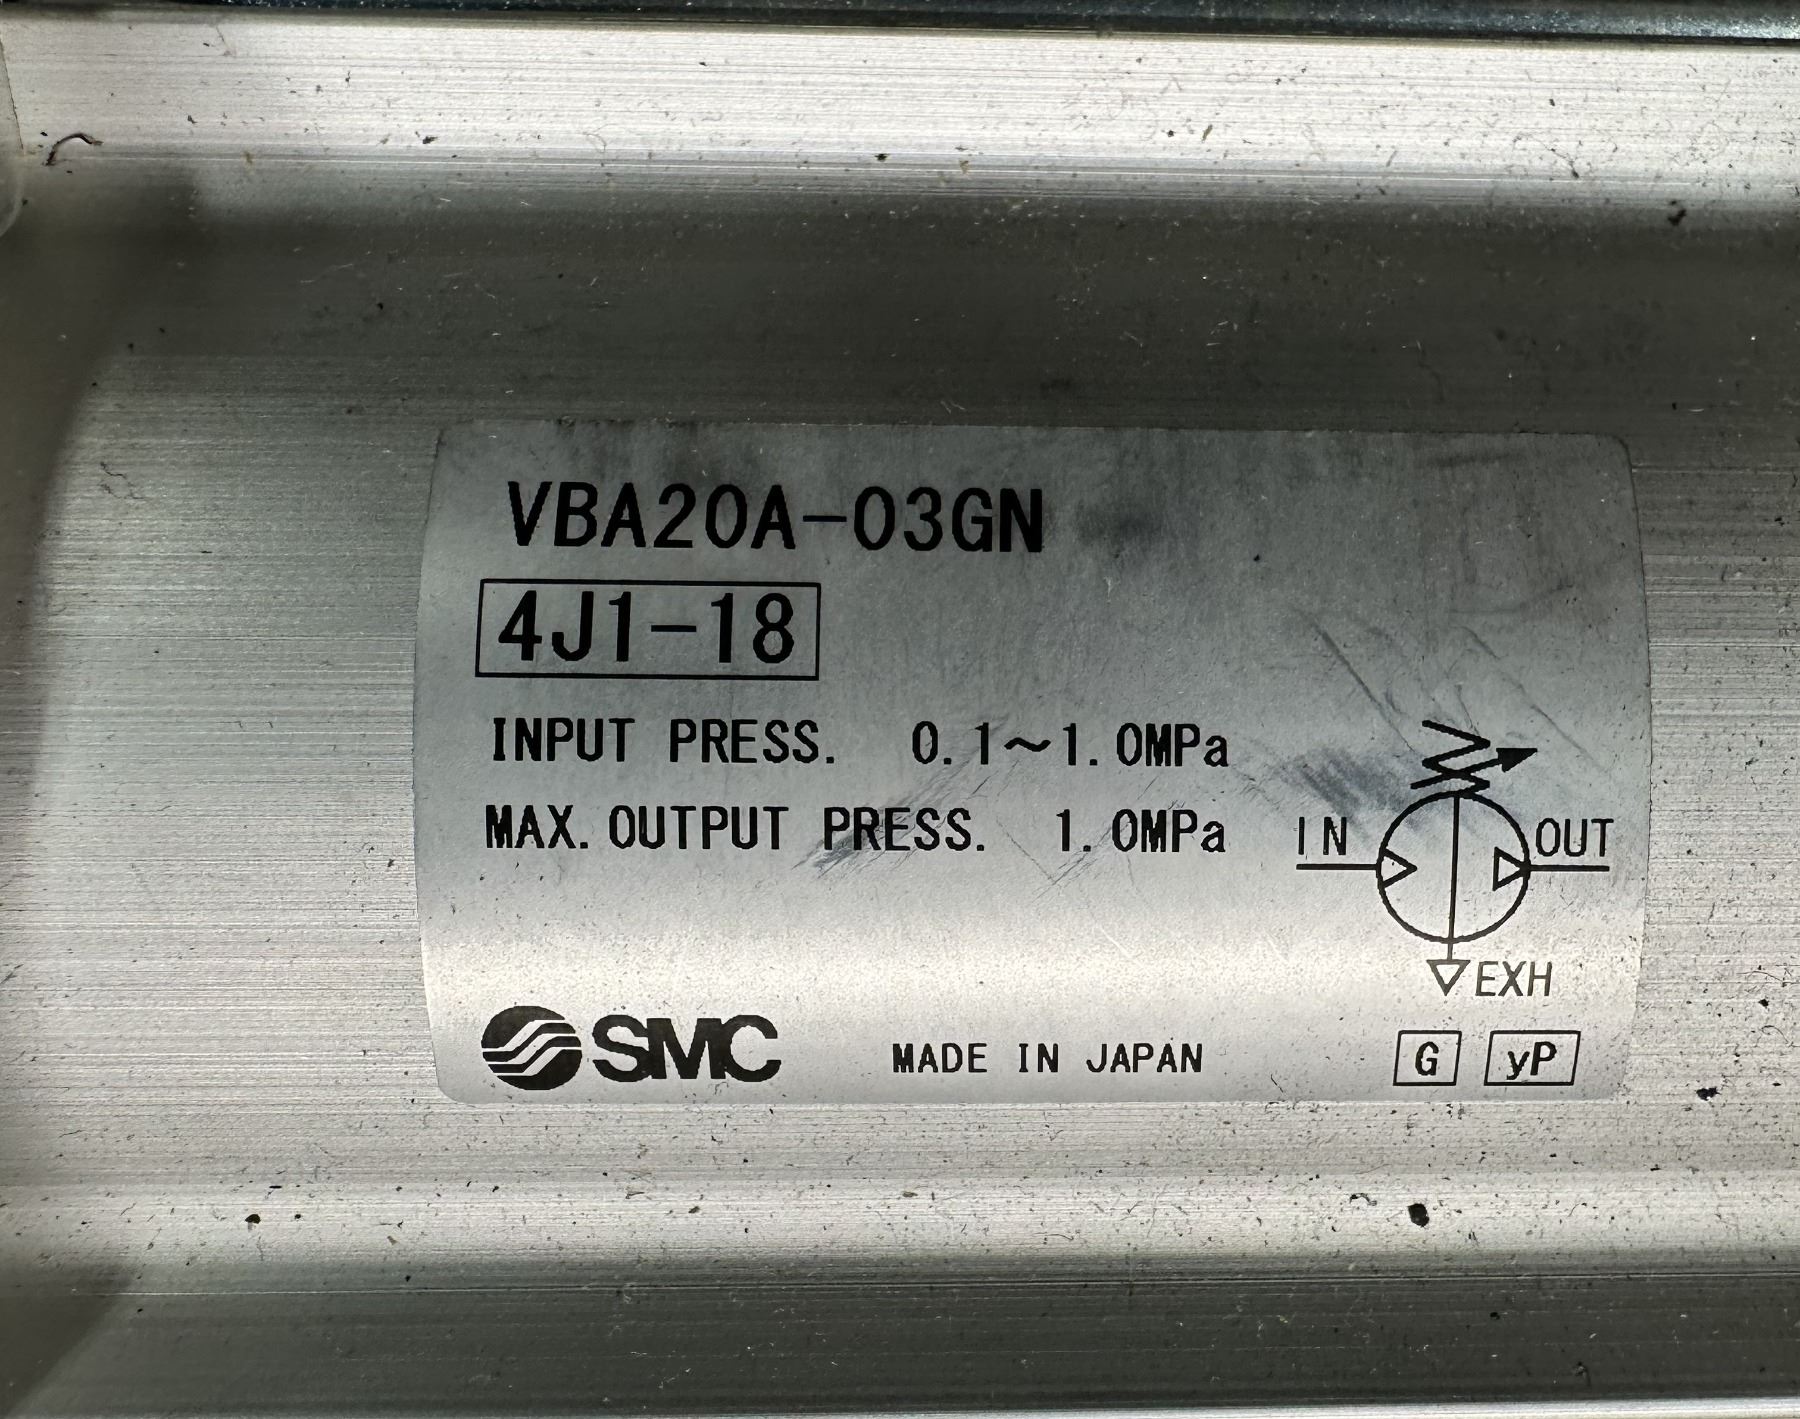 VBA20A-03GN
4J1-18
INPUT PRESS. 0.1～1.0MPa
MAX. OUTPUT PRESS. 1.0MPa
IN
OUT
EXH
SMC MADE IN JAPAN G yP